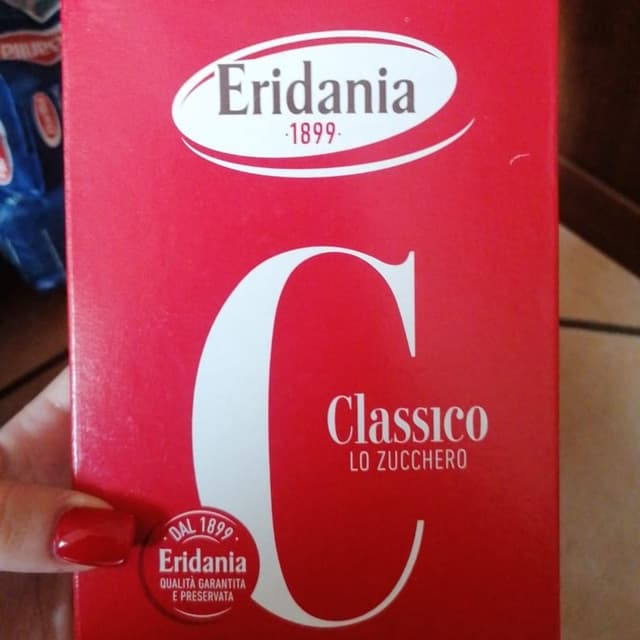 Eridania
·1899·
C
Classico
LO ZUCCHERO
DAL 1899
Eridania
QUALITÀ GARANTITA
E PRESERVATA